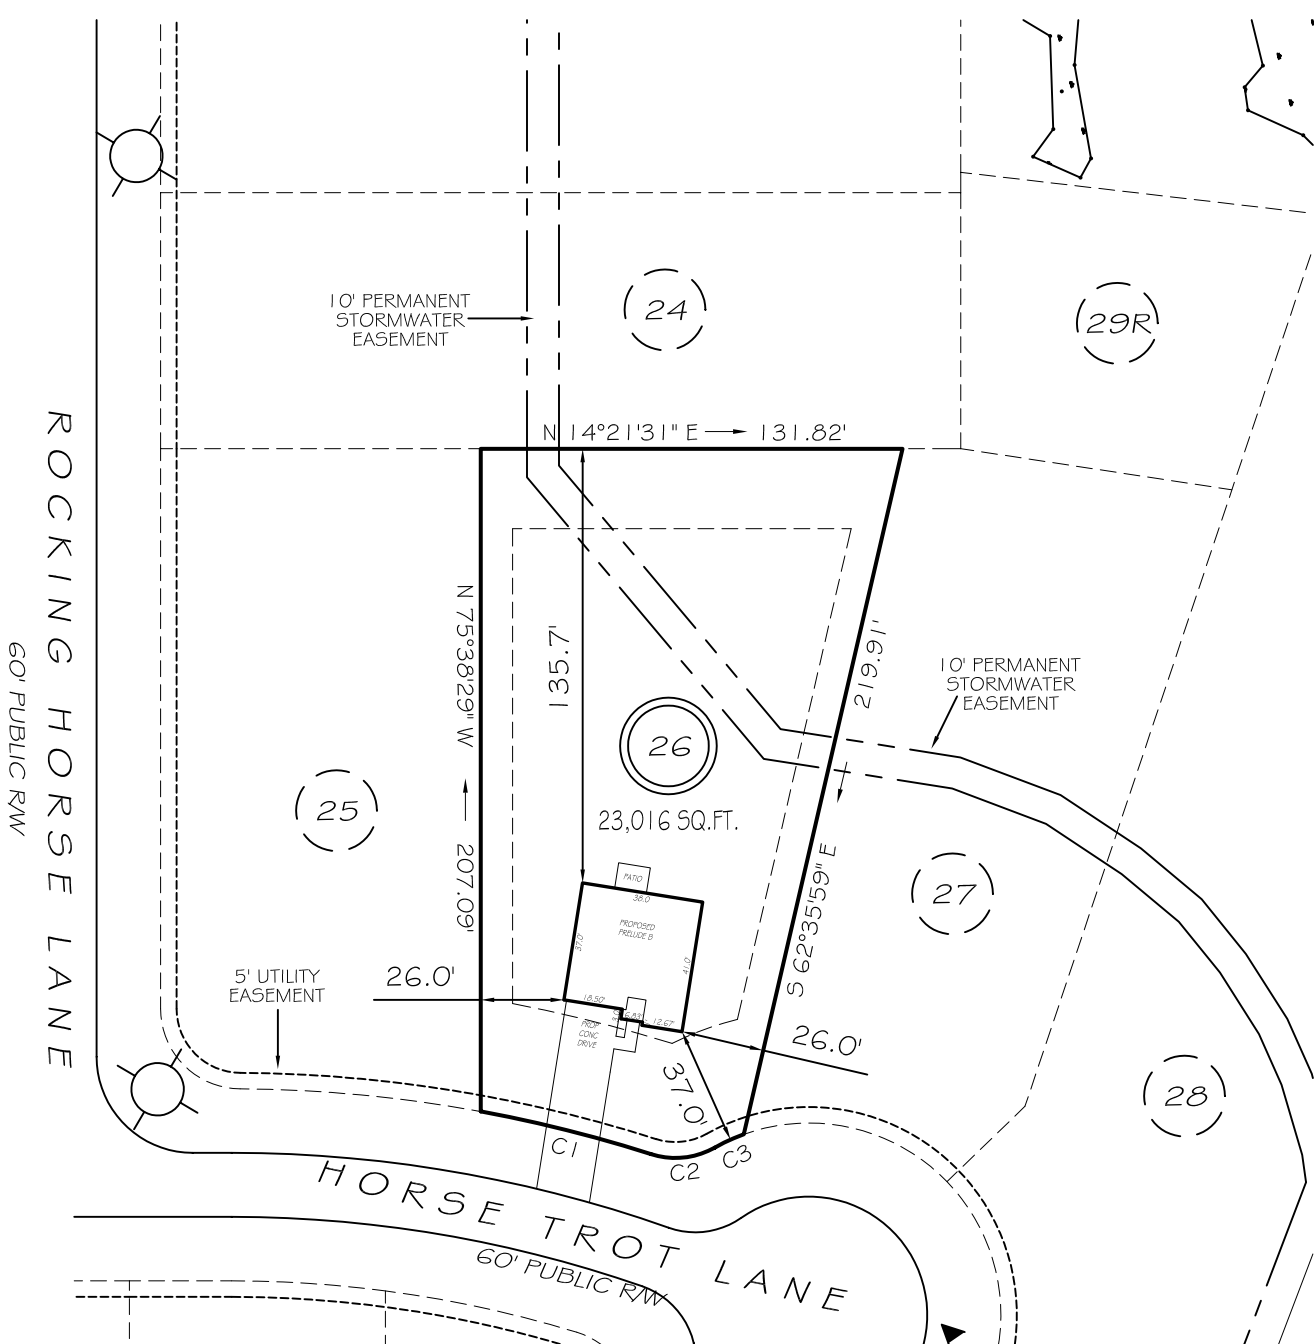 24
29R
10' PERMANENT
STORMWATER
EASEMENT
N 14°21'31" E 131.82'
ROCKING HORSE LANE
60' PUBLIC R/W
N 75°38'29" W 207.09'
135.7'
219.91'
S 62°35'59" E
10' PERMANENT
STORMWATER
EASEMENT
26
23,016 SQ.FT.
25
27
28
PATIO
38.0
PROPOSED
PRELUDE B
37.0'
41.0'
5' UTILITY
EASEMENT
26.0'
18.50'
6.83'
12.67'
PROP
CONC
DRIVE
26.0'
37.0'
C1
C2
C3
HORSE TROT LANE
60' PUBLIC R/W